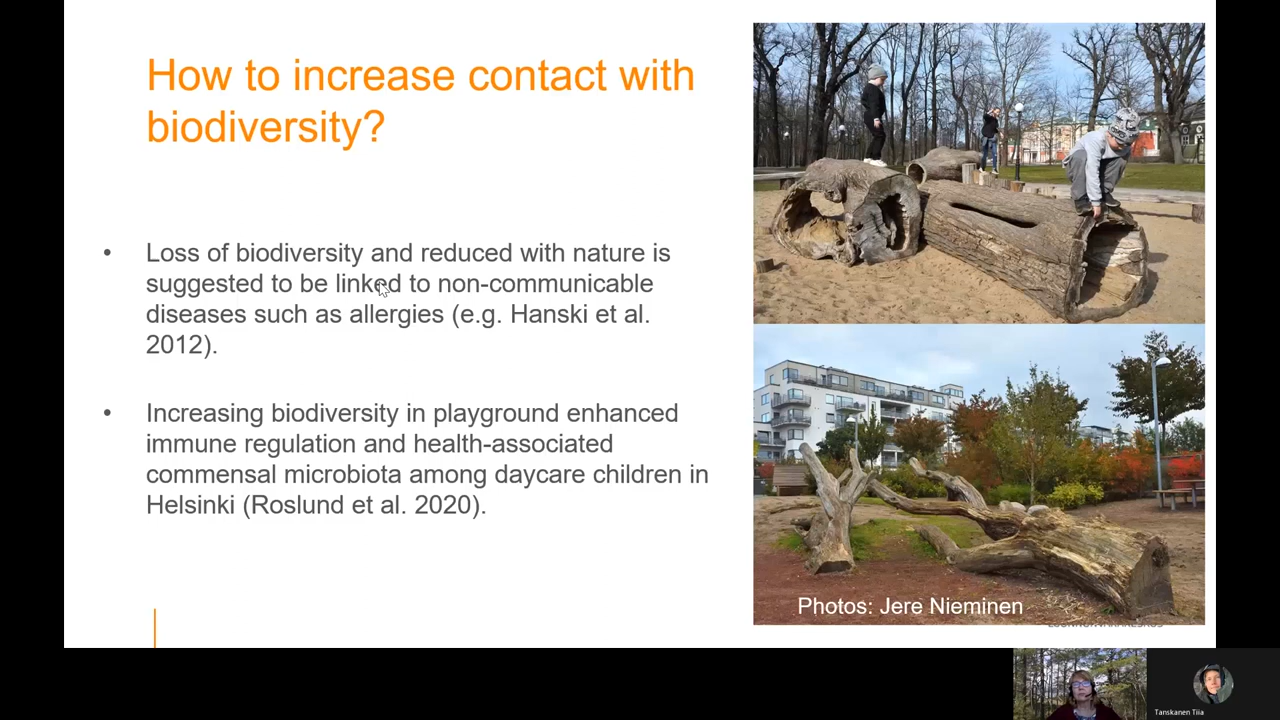 How to increase contact with
biodiversity?
• Loss of biodiversity and reduced with nature is
suggested to be linked to non-communicable
diseases such as allergies (e.g. Hanski et al.
2012).
• Increasing biodiversity in playground enhanced
immune regulation and health-associated
commensal microbiota among daycare children in
Helsinki (Roslund et al. 2020).
Photos: Jere Nieminen
Tanskanen Tiia